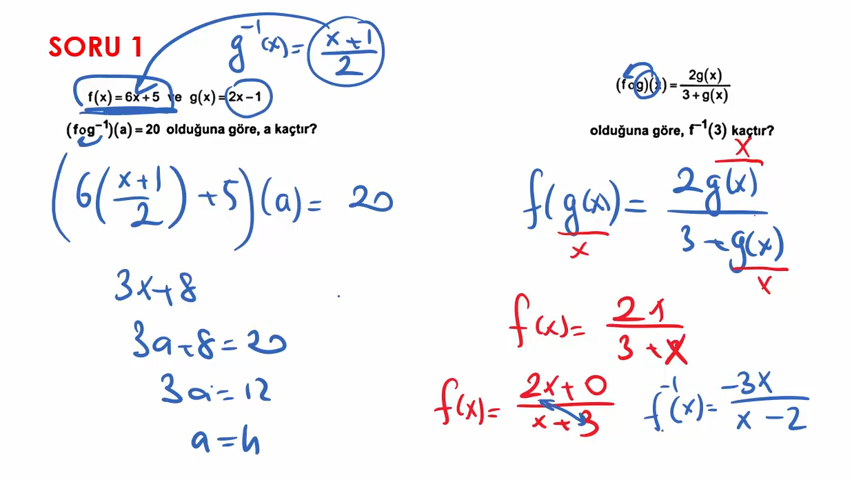 SORU 1
g⁻¹(x) = (x+1)/2
f(x) = 6x+5 ve g(x) = 2x−1
(fog⁻¹)(a) = 20 olduğuna göre, a kaçtır?
(6((x+1)/2) + 5)(a) = 20
3x+8
3a+8 = 20
3a = 12
a = 4
(fog)(x) = 2g(x)/(3+g(x))
olduğuna göre, f⁻¹(3) kaçtır?
x
f(g(x)) = 2g(x)/(3+g(x))
x
x
f(x) = 2x/(3+x)
f(x) = (2x+0)/(x+3)
f⁻¹(x) = −3x/(x−2)